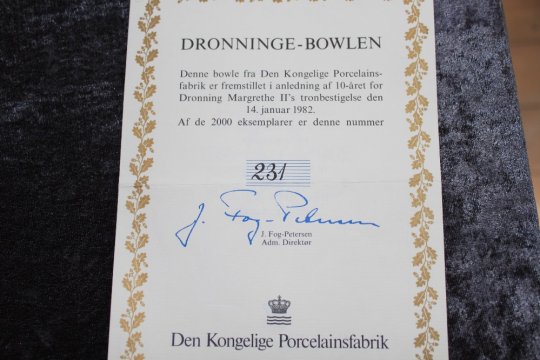 DRONNINGE-BOWLEN
Denne bowle fra Den Kongelige Porcelains-
fabrik er fremstillet i anledning af 10-året for
Dronning Margrethe II's tronbestigelse den
14. januar 1982.
Af de 2000 eksemplarer er denne nummer
231
J. Fog-Petersen
J. Fog-Petersen
Adm. Direktør
Den Kongelige Porcelainsfabrik